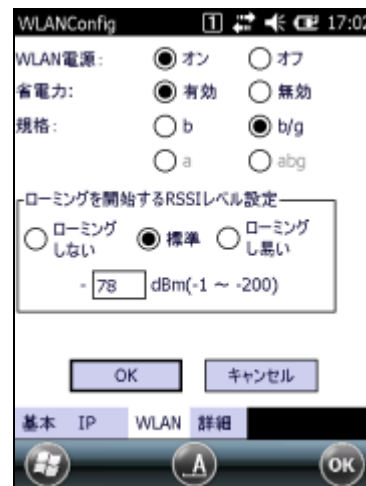 WLANConfig 1 17:02
WLAN電源: オン オフ
省電力: 有効 無効
規格: b b/g
a abg
ローミングを開始するRSSIレベル設定
ローミングしない 標準 ローミングし易い
- 78 dBm(-1 ~ -200)
OK キャンセル
基本 IP WLAN 詳細
A OK